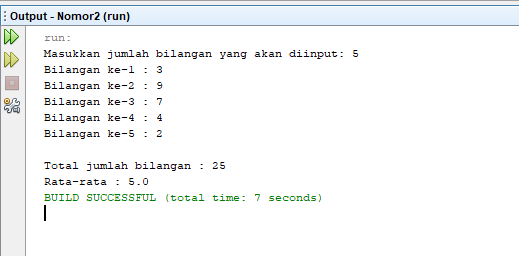 Output - Nomor2 (run)
run:
Masukkan jumlah bilangan yang akan diinput: 5
Bilangan ke-1 : 3
Bilangan ke-2 : 9
Bilangan ke-3 : 7
Bilangan ke-4 : 4
Bilangan ke-5 : 2
Total jumlah bilangan : 25
Rata-rata : 5.0
BUILD SUCCESSFUL (total time: 7 seconds)